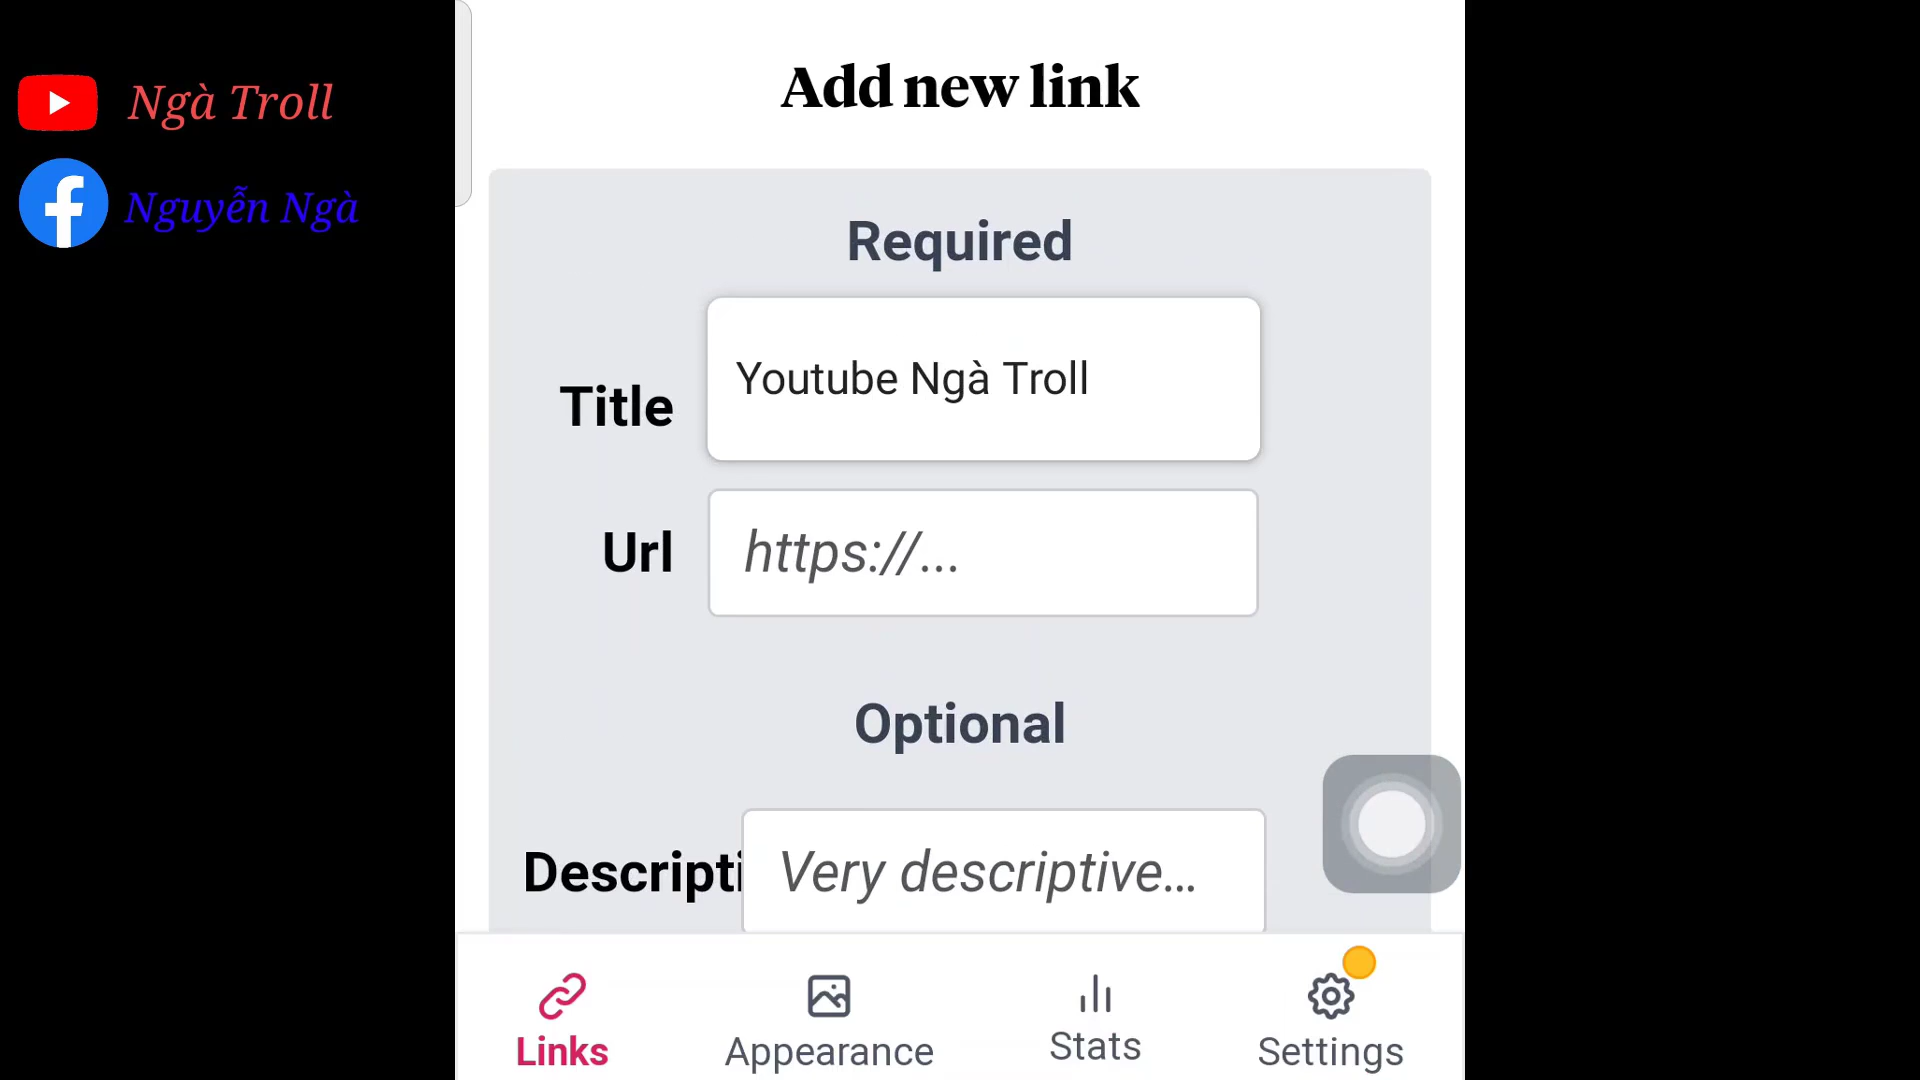 Ngà Troll
Nguyễn Ngà
Add new link
Required
Title
Youtube Ngà Troll
Url
https://...
Optional
Descripti
Very descriptive...
Links
Appearance
Stats
Settings